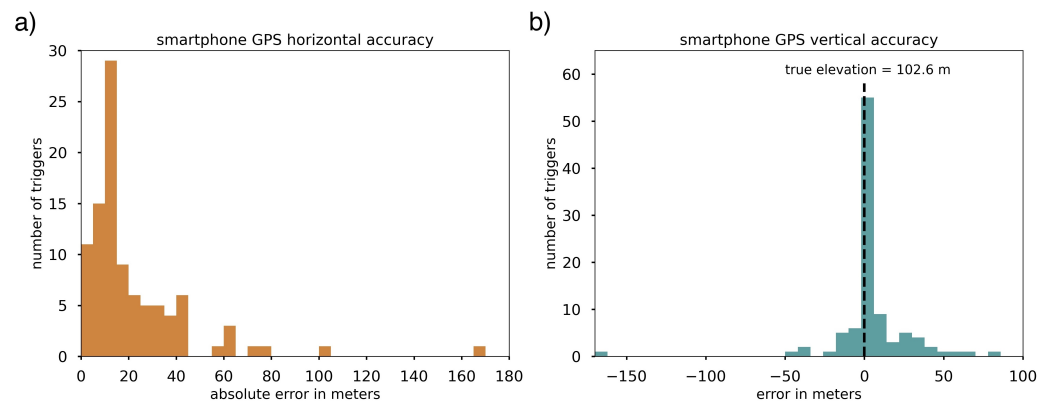 a)
smartphone GPS horizontal accuracy
number of triggers
30
25
20
15
10
5
0
0 20 40 60 80 100 120 140 160 180
absolute error in meters
b)
smartphone GPS vertical accuracy
true elevation = 102.6 m
number of triggers
60
50
40
30
20
10
0
−150 −100 −50 0 50 100
error in meters